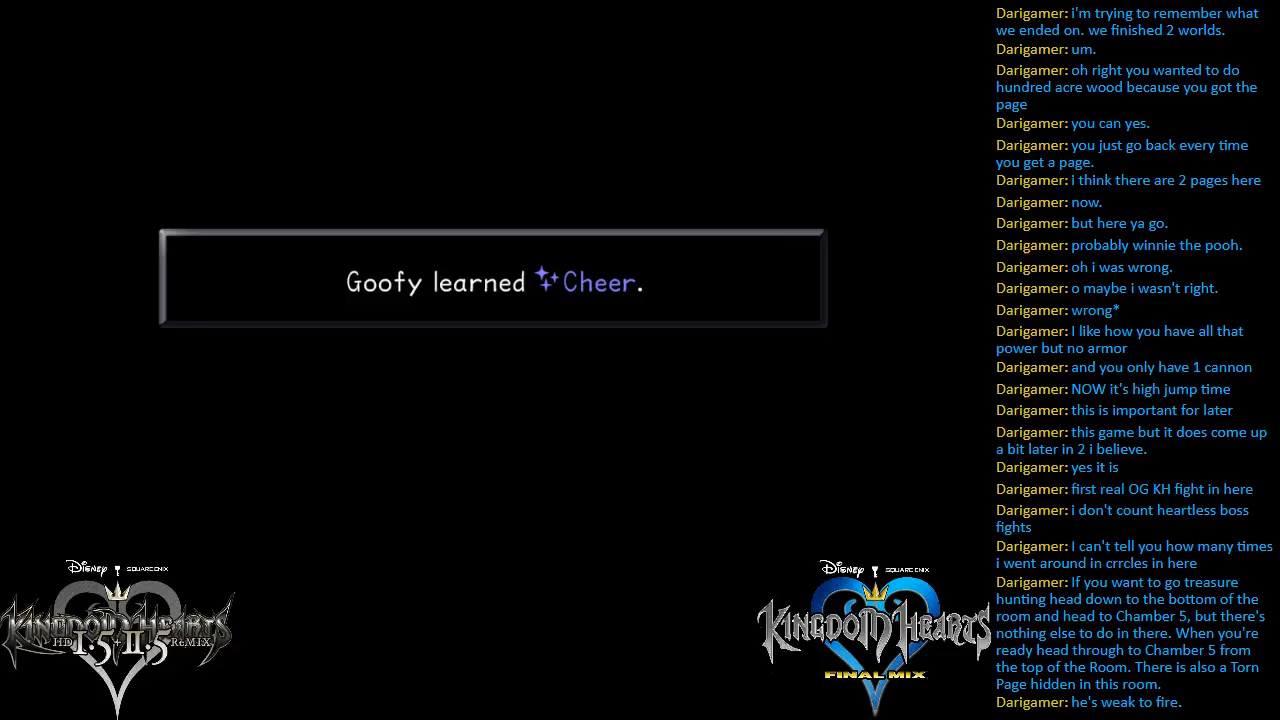 Goofy learned Cheer.
Disney SQUARE ENIX
KINGDOM HEARTS
HD I.5+II.5 ReMIX
Disney SQUARE ENIX
KINGDOM HEARTS
FINAL MIX
Darigamer: i'm trying to remember what
we ended on. we finished 2 worlds.
Darigamer: um.
Darigamer: oh right you wanted to do
hundred acre wood because you got the
page
Darigamer: you can yes.
Darigamer: you just go back every time
you get a page.
Darigamer: i think there are 2 pages here
Darigamer: now.
Darigamer: but here ya go.
Darigamer: probably winnie the pooh.
Darigamer: oh i was wrong.
Darigamer: o maybe i wasn't right.
Darigamer: wrong*
Darigamer: I like how you have all that
power but no armor
Darigamer: and you only have 1 cannon
Darigamer: NOW it's high jump time
Darigamer: this is important for later
Darigamer: this game but it does come up
a bit later in 2 i believe.
Darigamer: yes it is
Darigamer: first real OG KH fight in here
Darigamer: i don't count heartless boss
fights
Darigamer: I can't tell you how many times
i went around in crrcles in here
Darigamer: If you want to go treasure
hunting head down to the bottom of the
room and head to Chamber 5, but there's
nothing else to do in there. When you're
ready head through to Chamber 5 from
the top of the Room. There is also a Torn
Page hidden in this room.
Darigamer: he's weak to fire.